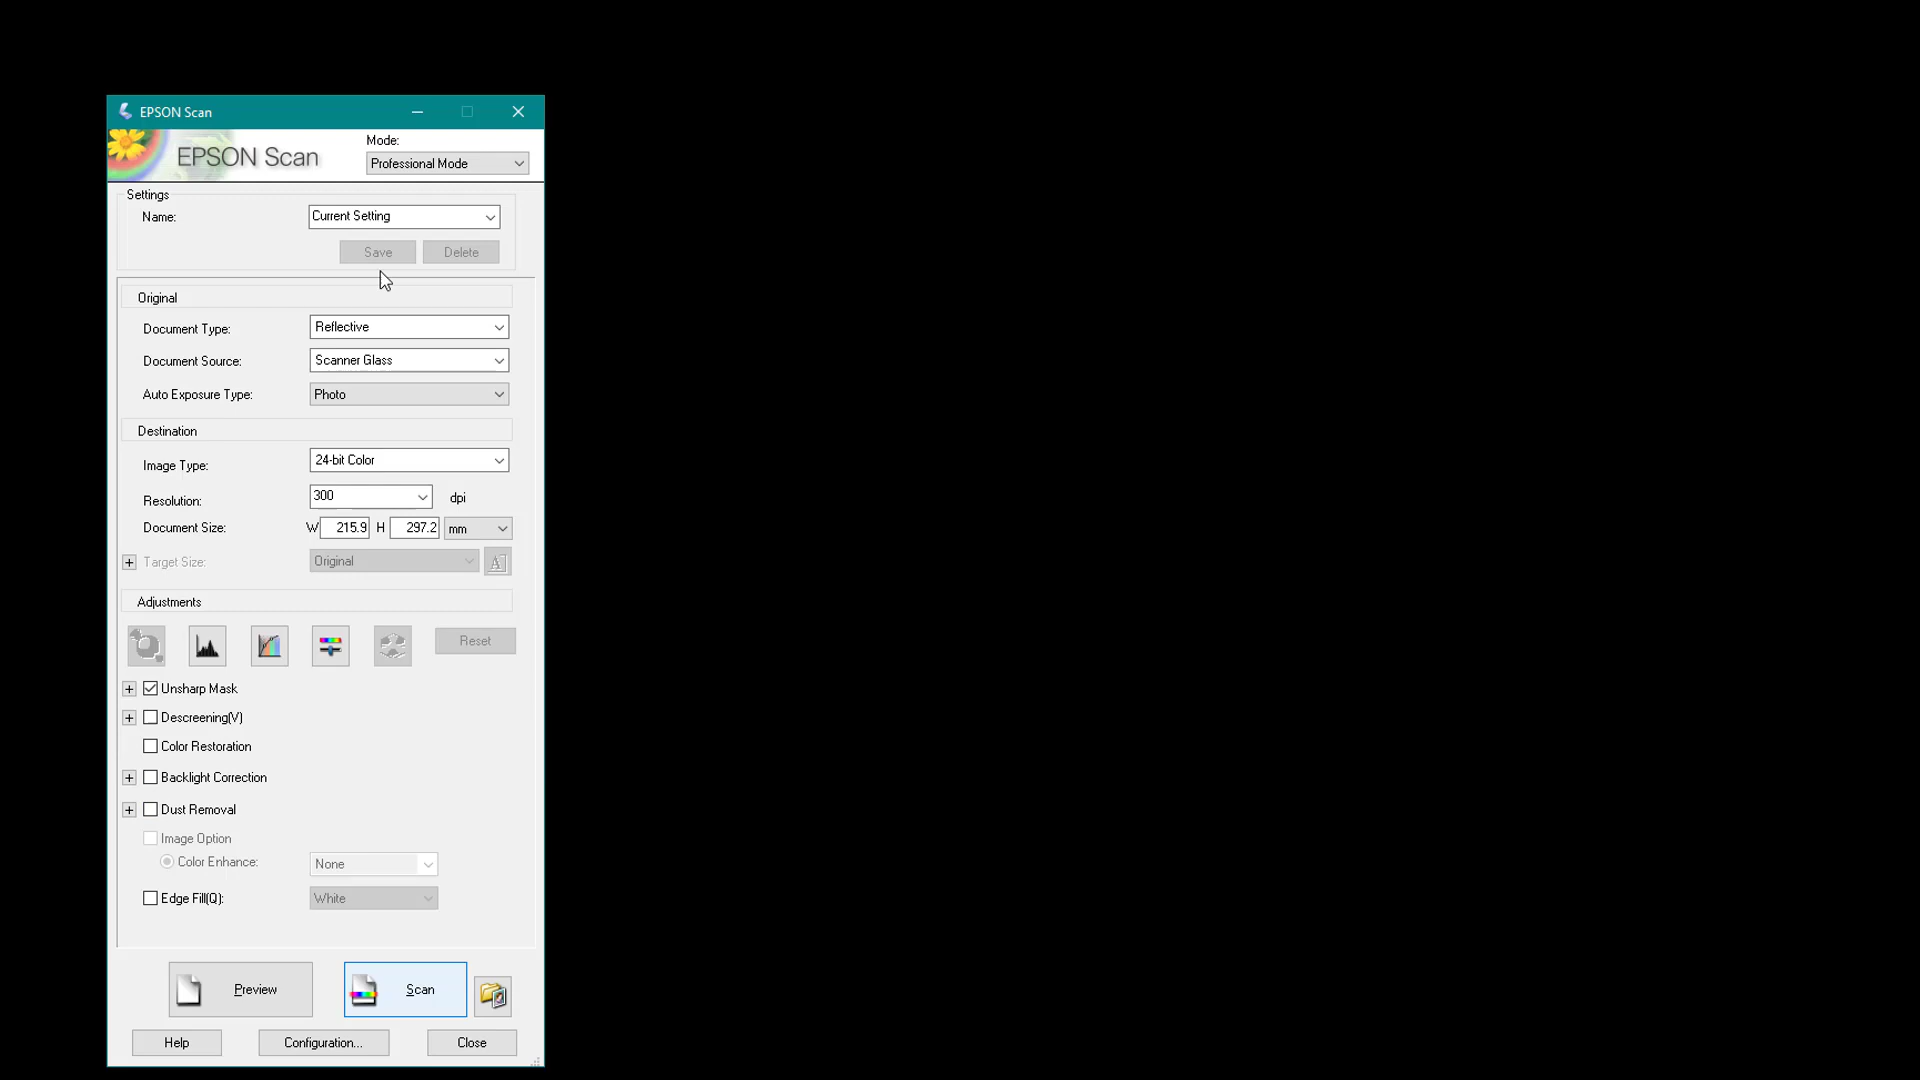 EPSON Scan
EPSON Scan
Mode:
Professional Mode
Settings
Name:
Current Setting
Save
Delete
Original
Document Type:
Reflective
Document Source:
Scanner Glass
Auto Exposure Type:
Photo
Destination
Image Type:
24-bit Color
Resolution:
300
dpi
Document Size:
W 215.9 H 297.2 mm
Target Size:
Original
A
Adjustments
Reset
Unsharp Mask
Descreening(V)
Color Restoration
Backlight Correction
Dust Removal
Image Option
Color Enhance:
None
Edge Fill(Q):
White
Preview
Scan
Help
Configuration...
Close